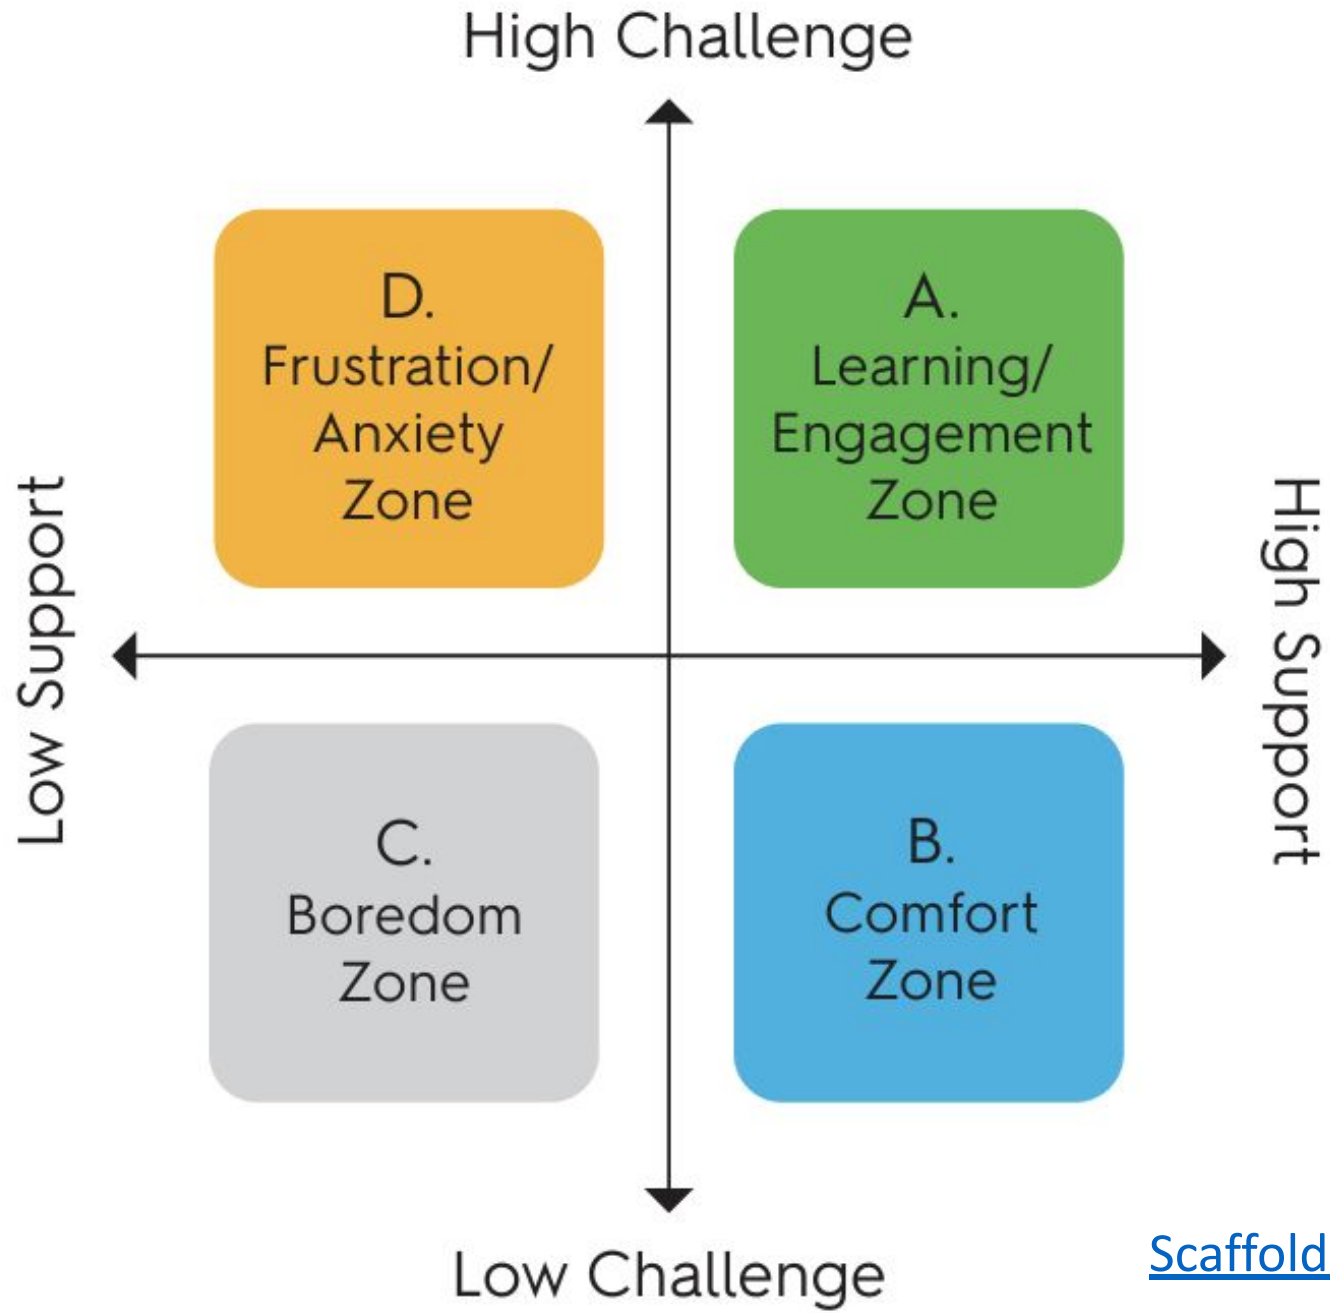 High Challenge
D.
Frustration/
Anxiety
Zone
A.
Learning/
Engagement
Zone
Low Support
High Support
C.
Boredom
Zone
B.
Comfort
Zone
Low Challenge
Scaffold